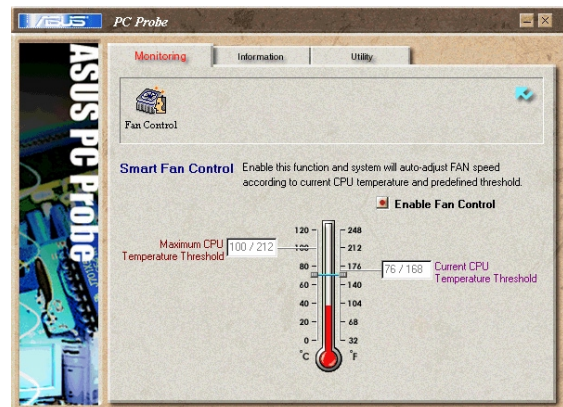 ASUS
PC Probe
ASUS PC Probe
Monitoring
Information
Utility
Fan Control
Smart Fan Control
Enable this function and system will auto-adjust FAN speed
according to current CPU temperature and predefined threshold.
Enable Fan Control
Maximum CPU
Temperature Threshold
100 / 212
76 / 168
Current CPU
Temperature Threshold
120
248
100
212
80
176
60
140
40
104
20
68
0
32
°C
°F